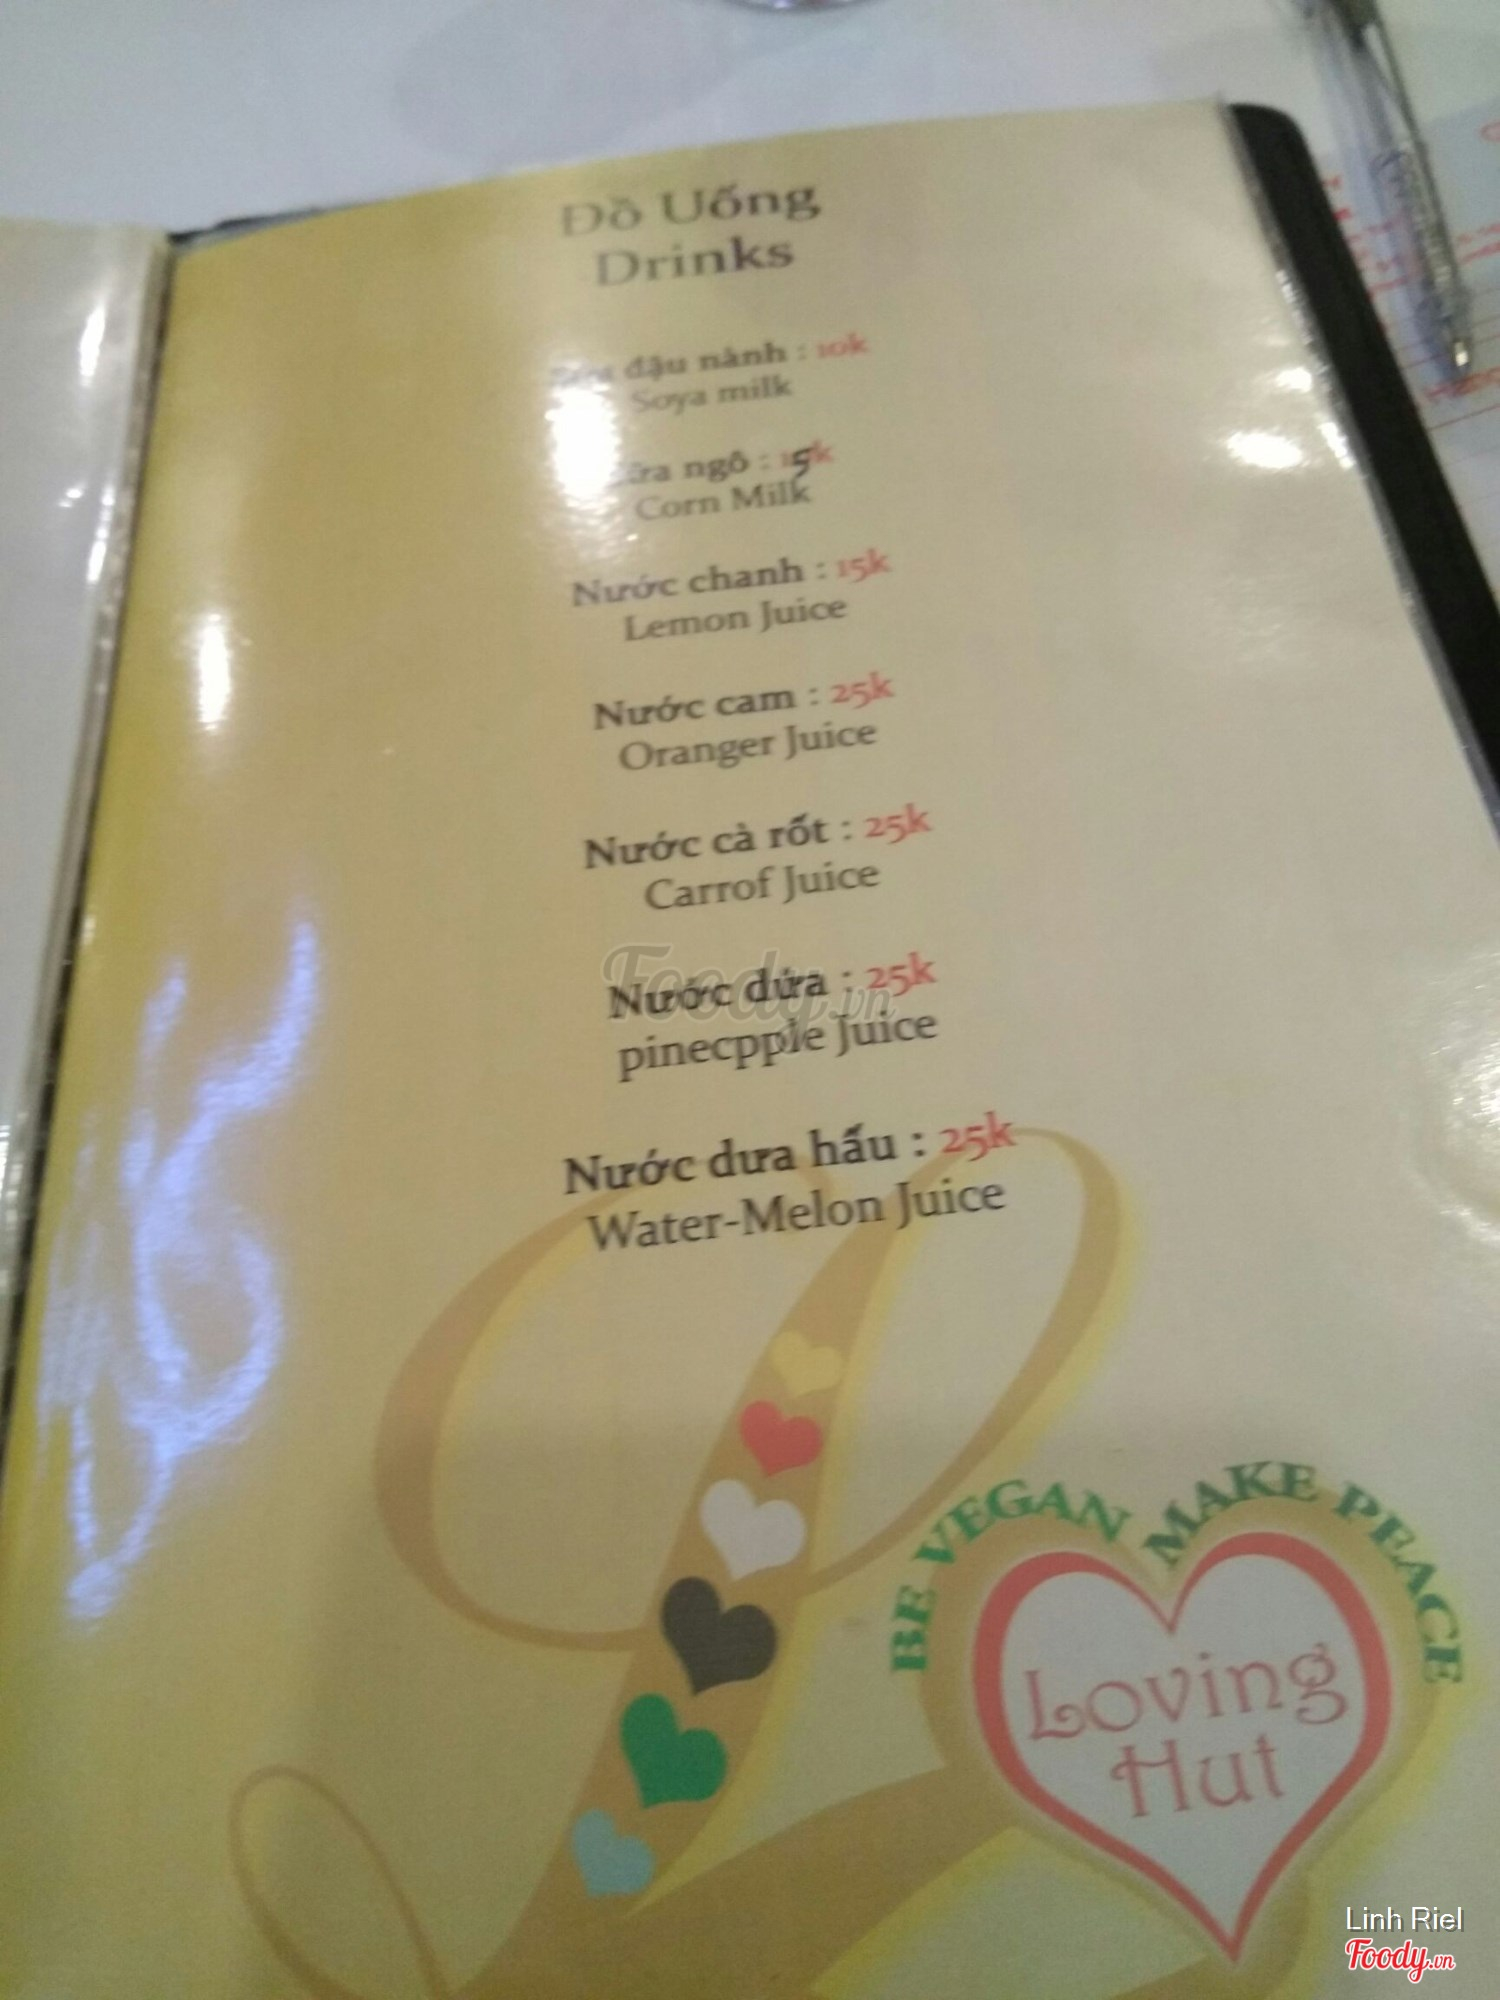 Đồ Uống
Drinks
đậu nành : 10k
Soya milk
ngô : 15k
Corn Milk
Nước chanh : 15k
Lemon Juice
Nước cam : 25k
Oranger Juice
Nước cà rốt : 25k
Carrof Juice
Nước dứa : 25k
pinecpple Juice
Nước dưa hấu : 25k
Water-Melon Juice
Foody.vn
BE VEGAN MAKE PEACE
Loving
Hut
Linh Riel
Foody.vn